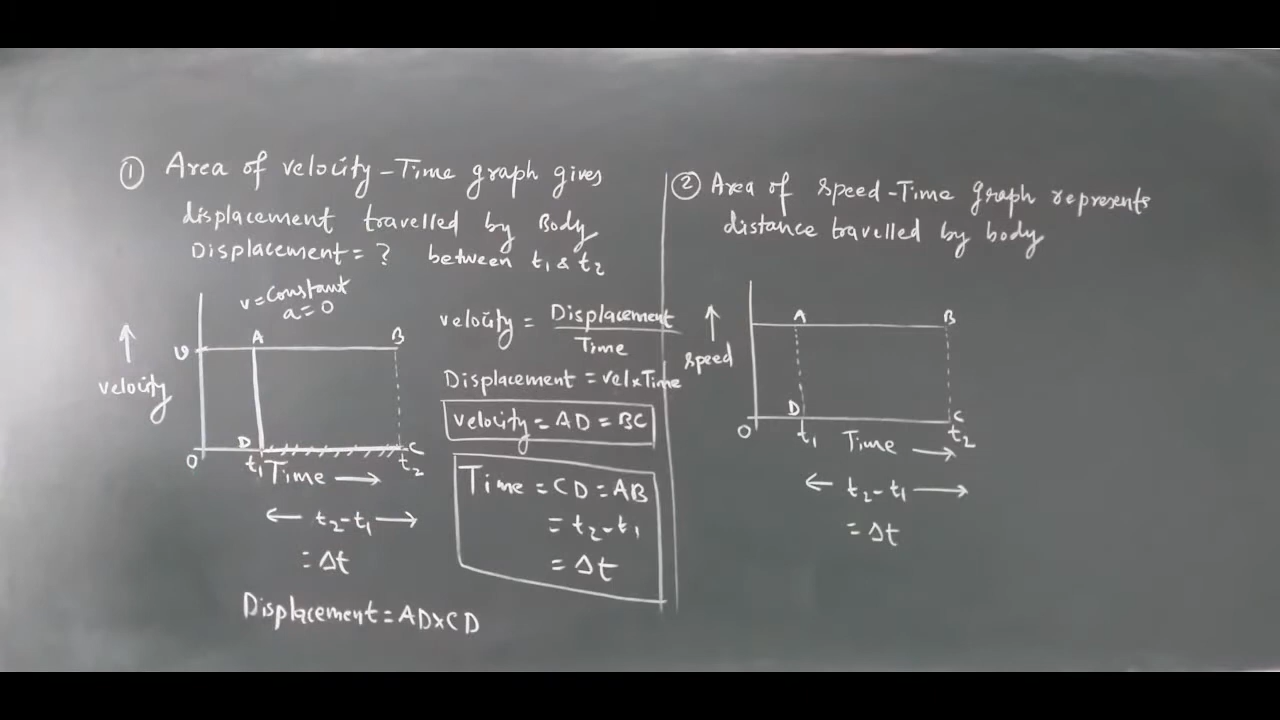 ① Area of velocity-Time graph gives
displacement travelled by Body
Displacement = ? between t₁ & t₂
v = Constant
a = 0
A
B
v
↑
velocity
D
C
O
t₁
t₂
Time →
← t₂-t₁ →
= Δt
Displacement = AD×CD
velocity = Displacement / Time
Displacement = vel×Time
velocity = AD = BC
Time = CD = AB
= t₂-t₁
= Δt
② Area of speed-Time graph represents
distance travelled by body
↑
speed
A
B
D
C
O
t₁
t₂
Time →
← t₂-t₁ →
= Δt